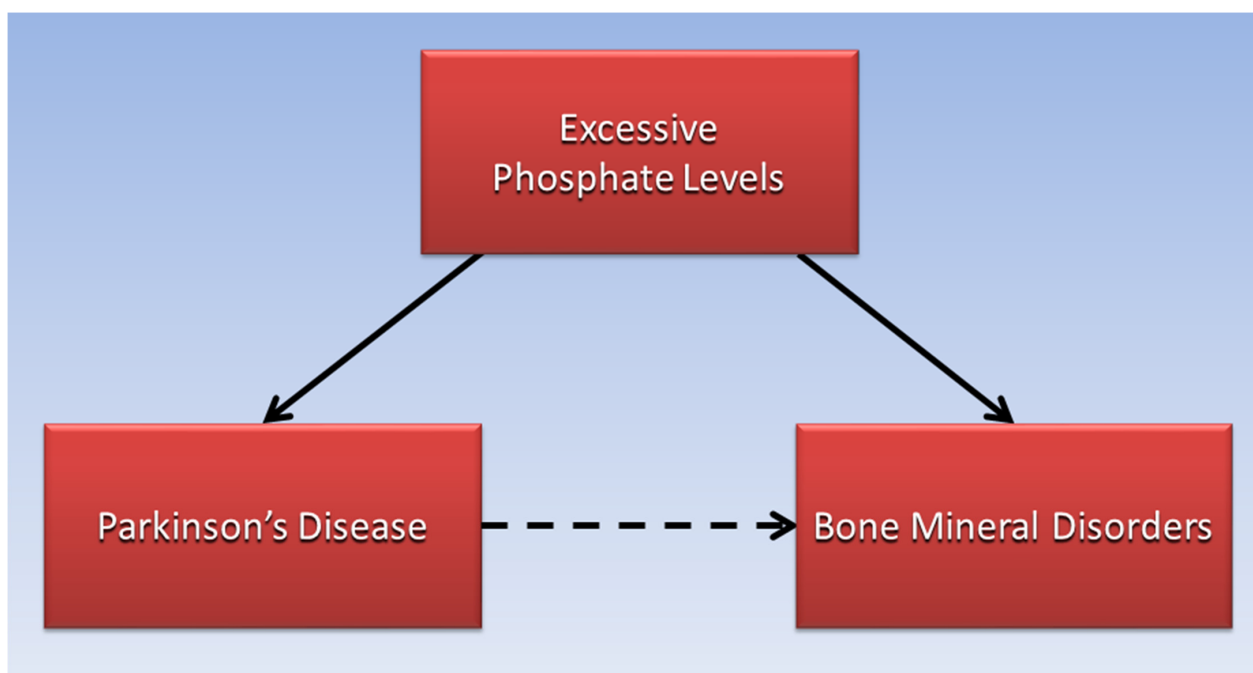 Excessive
Phosphate Levels
Parkinson’s Disease
Bone Mineral Disorders